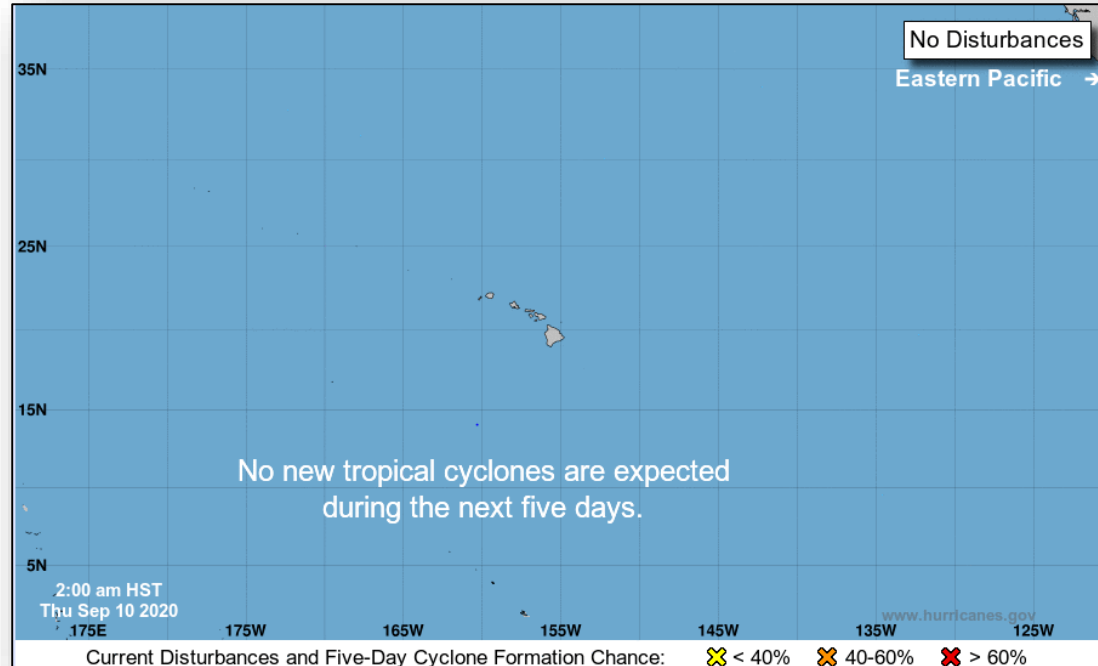 No Disturbances
35N
Eastern Pacific →
25N
15N
No new tropical cyclones are expected
during the next five days.
5N
2:00 am HST
Thu Sep 10 2020
www.hurricanes.gov
175E 175W 165W 155W 145W 135W 125W
Current Disturbances and Five-Day Cyclone Formation Chance: < 40% 40-60% > 60%